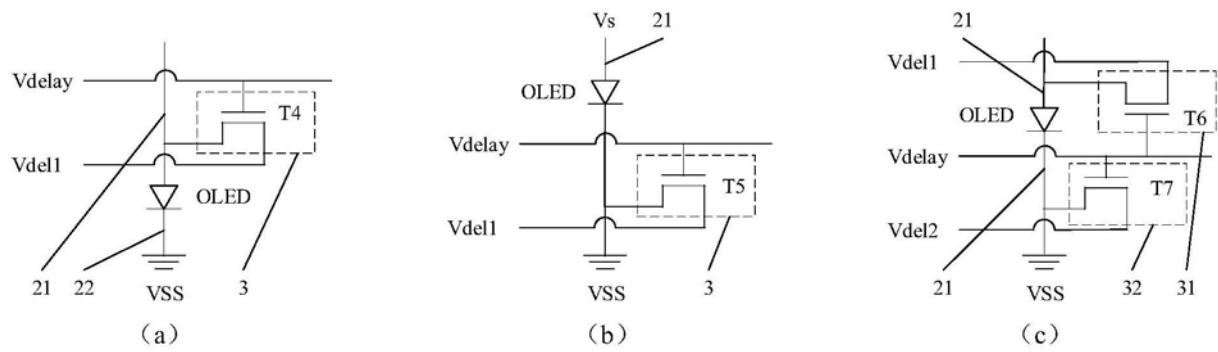 Vdelay
T4
Vdel1
OLED
21
22
3
VSS
(a)
Vs
21
OLED
Vdelay
T5
Vdel1
VSS
3
(b)
21
Vdel1
T6
OLED
Vdelay
T7
Vdel2
21
VSS
32
31
(c)